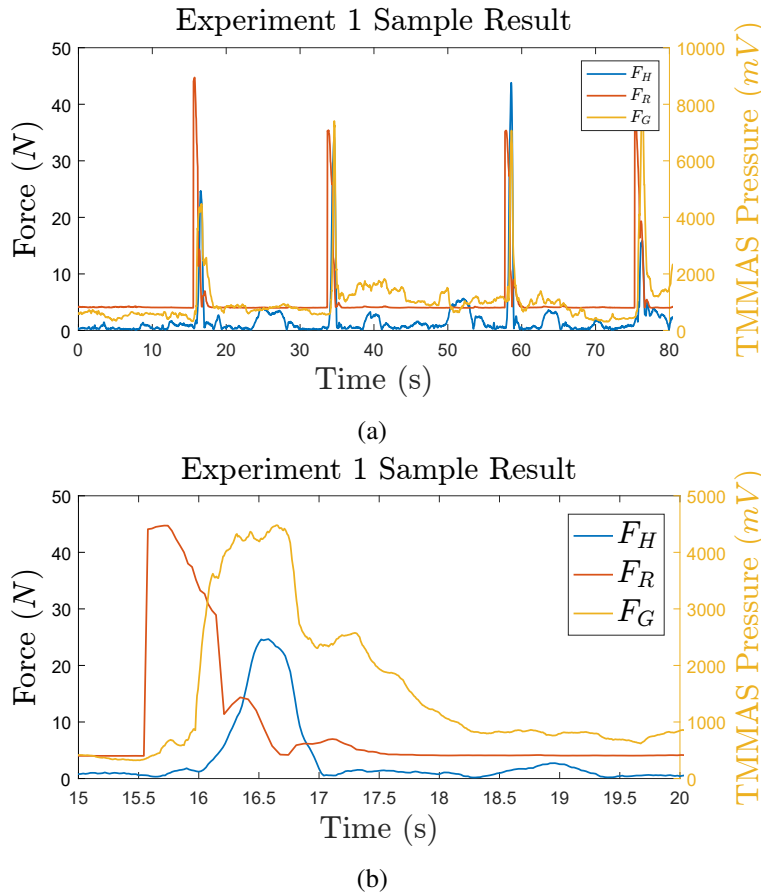 Experiment 1 Sample Result
Force (N)
50
40
30
20
10
0
F_H
F_R
F_G
10000
8000
6000
4000
2000
0
TMMAS Pressure (mV)
0 10 20 30 40 50 60 70 80
Time (s)
(a)
Experiment 1 Sample Result
Force (N)
50
40
30
20
10
0
F_H
F_R
F_G
5000
4000
3000
2000
1000
0
TMMAS Pressure (mV)
15 15.5 16 16.5 17 17.5 18 18.5 19 19.5 20
Time (s)
(b)